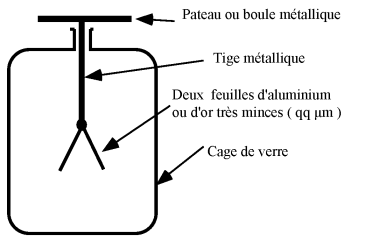 Pateau ou boule métallique
Tige métallique
Deux feuilles d'aluminium
ou d'or très minces ( qq µm )
Cage de verre